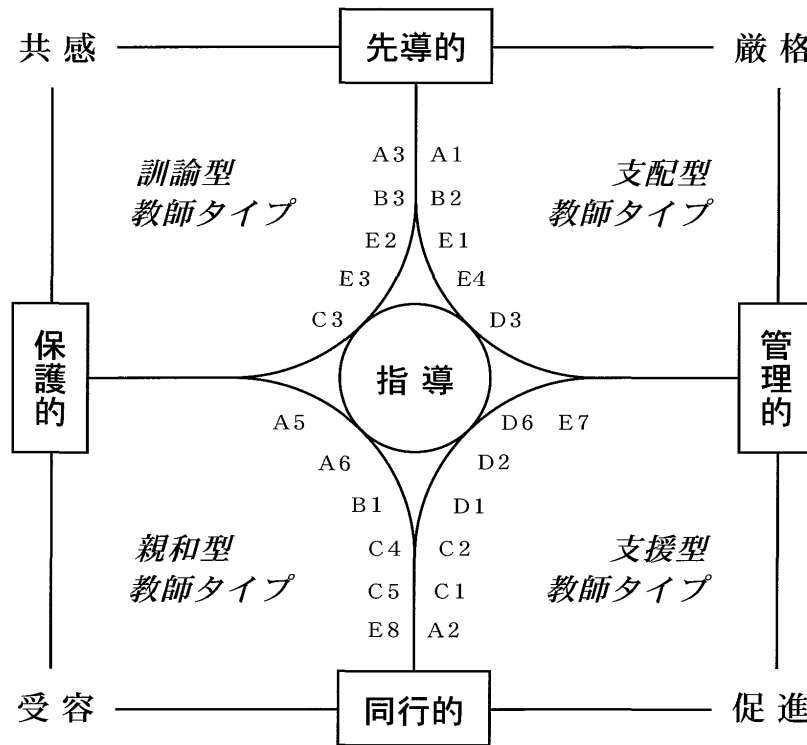 共感
先導的
厳格
訓諭型
教師タイプ
支配型
教師タイプ
A3 A1
B3 B2
E2 E1
E3 E4
C3 D3
保護的
指導
管理的
A5 D6 E7
A6 D2
B1 D1
親和型
教師タイプ
支援型
教師タイプ
C4 C2
C5 C1
E8 A2
受容
同行的
促進